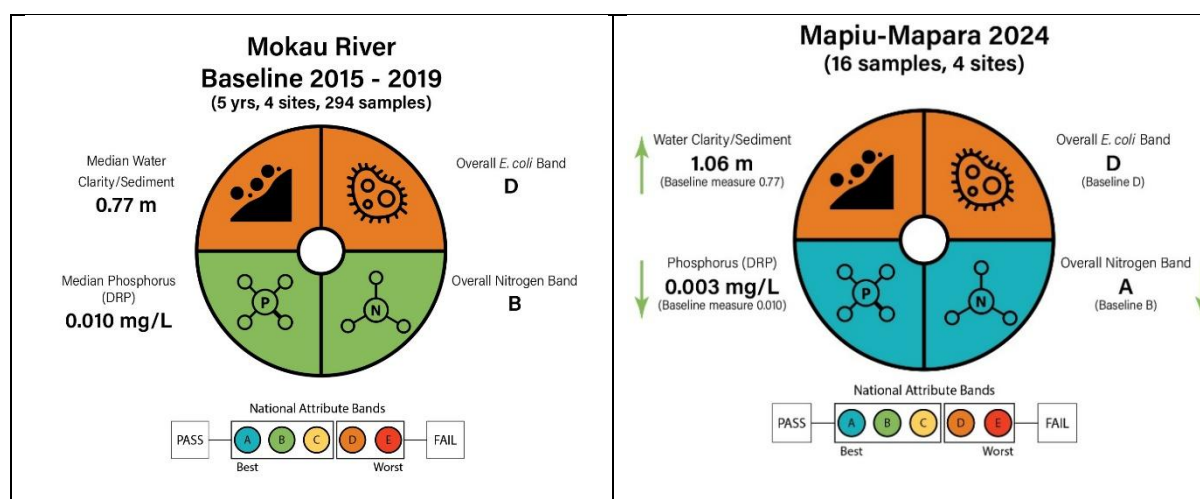 Mokau River
Baseline 2015 - 2019
(5 yrs, 4 sites, 294 samples)
Median Water
Clarity/Sediment
0.77 m
Overall E. coli Band
D
Median Phosphorus
(DRP)
0.010 mg/L
Overall Nitrogen Band
B
P
N
National Attribute Bands
PASS
A
B
C
D
E
FAIL
Best
Worst
Mapiu-Mapara 2024
(16 samples, 4 sites)
Water Clarity/Sediment
1.06 m
(Baseline measure 0.77)
Overall E. coli Band
D
(Baseline D)
Phosphorus (DRP)
0.003 mg/L
(Baseline measure 0.010)
Overall Nitrogen Band
A
(Baseline B)
P
N
National Attribute Bands
PASS
A
B
C
D
E
FAIL
Best
Worst